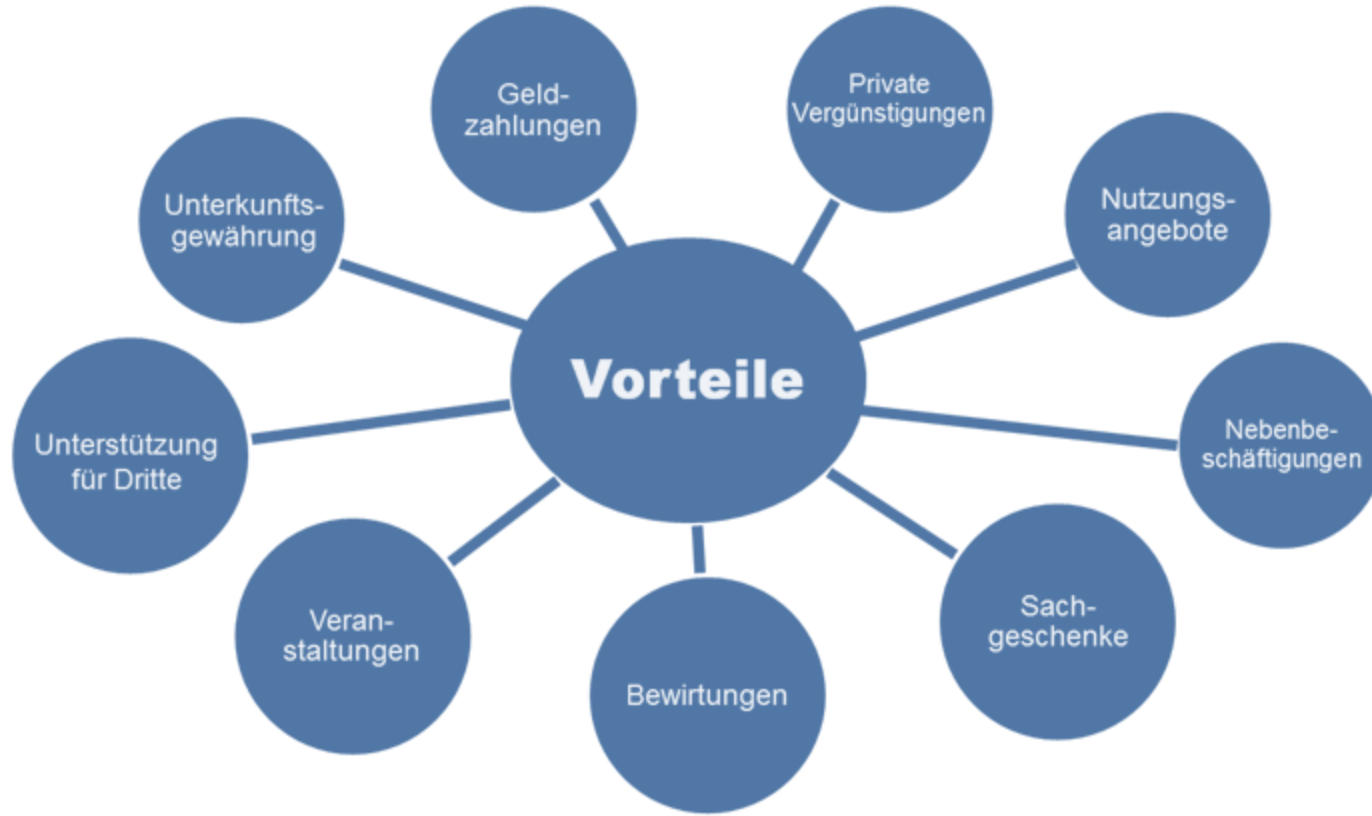 Geld-
zahlungen
Private
Vergünstigungen
Unterkunfts-
gewährung
Nutzungs-
angebote
Vorteile
Unterstützung
für Dritte
Nebenbe-
schäftigungen
Veran-
staltungen
Sach-
geschenke
Bewirtungen